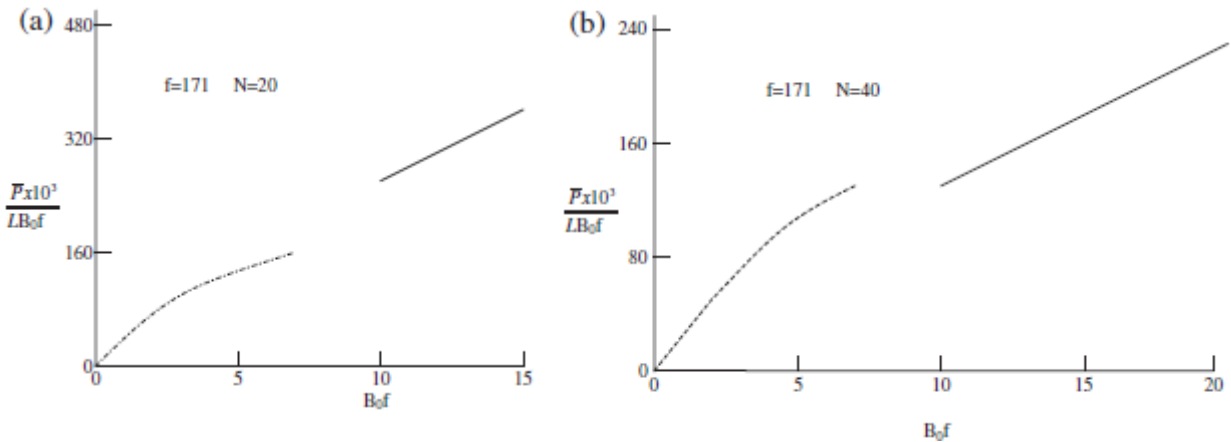 (a)
480
f=171 N=20
320
P̅x10³
LB₀f
160
0
0 5 10 15
B₀f
(b)
240
f=171 N=40
160
P̅x10³
LB₀f
80
0
0 5 10 15 20
B₀f